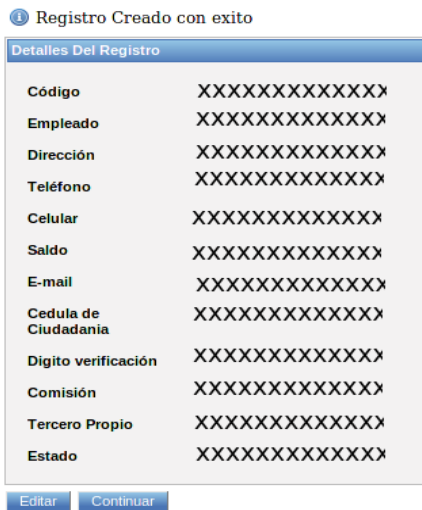 Registro Creado con exito
Detalles Del Registro
Código XXXXXXXXXXXXX
Empleado XXXXXXXXXXXXX
Dirección XXXXXXXXXXXXX
Teléfono XXXXXXXXXXXXX
Celular XXXXXXXXXXXXX
Saldo XXXXXXXXXXXXX
E-mail XXXXXXXXXXXXX
Cedula de XXXXXXXXXXXXX
Ciudadania
Digito verificación XXXXXXXXXXXXX
Comisión XXXXXXXXXXXXX
Tercero Propio XXXXXXXXXXXXX
Estado XXXXXXXXXXXXX
Editar Continuar